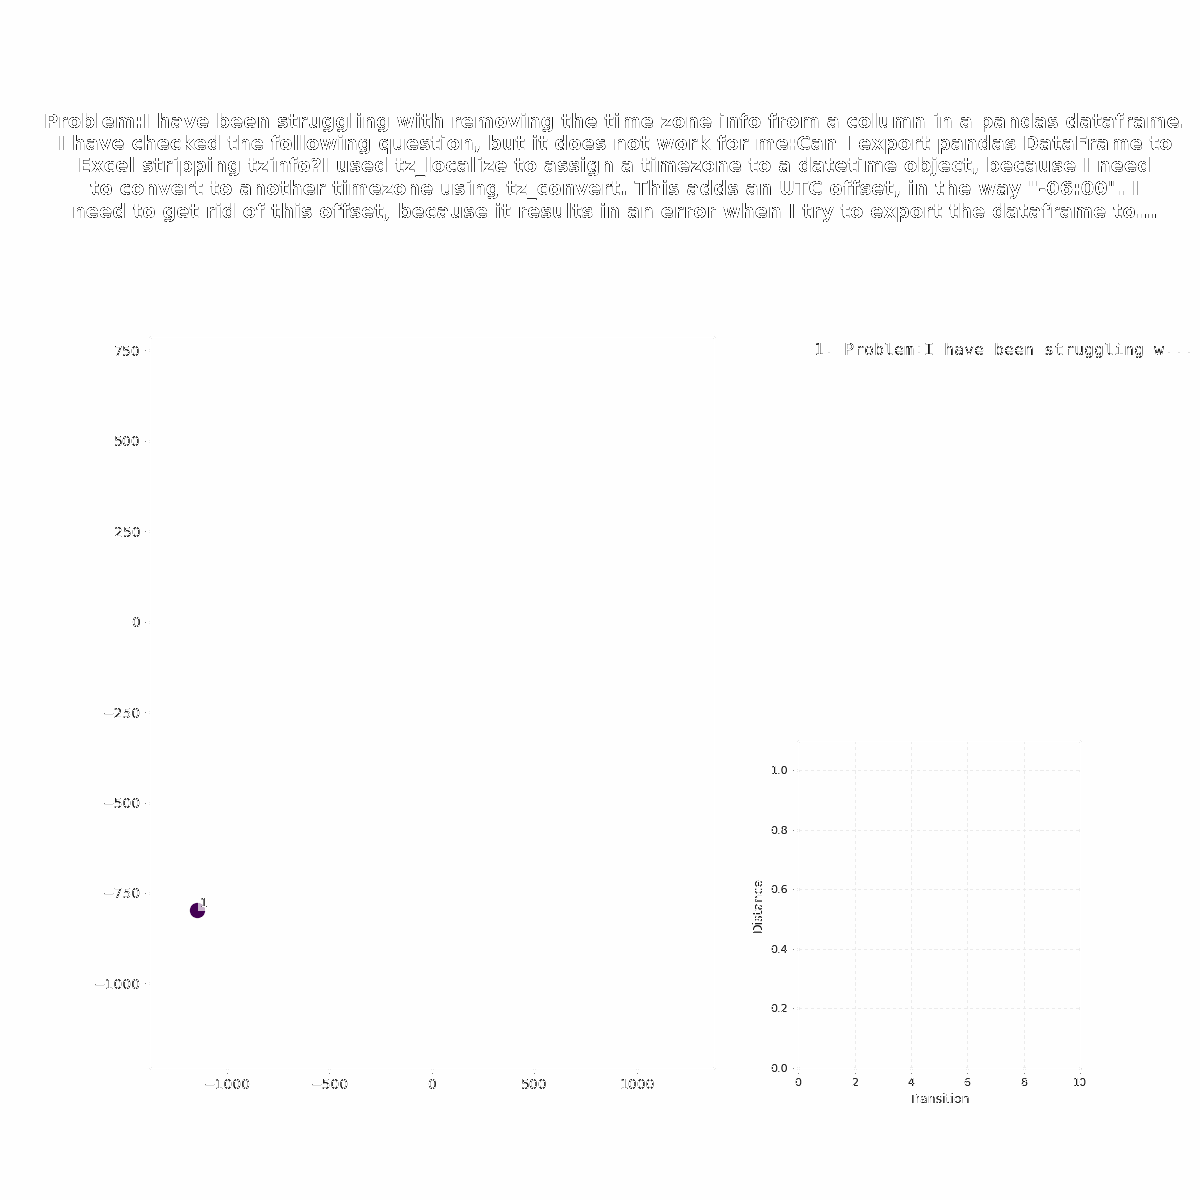 Problem:I have been struggling with removing the time zone info from a column in a pandas dataframe.
I have checked the following question, but it does not work for me:Can I export pandas DataFrame to
Excel stripping tzinfo?I used tz_localize to assign a timezone to a datetime object, because I need
to convert to another timezone using tz_convert. This adds an UTC offset, in the way "-06:00". I
need to get rid of this offset, because it results in an error when I try to export the dataframe to...
750
1. Problem:I have been struggling w...
500
250
0
−250
−500
−750
−1000
1
−1000 −500 0 500 1000
1.0
0.8
0.6
0.4
0.2
0.0
Distance
0 2 4 6 8 10
Transition